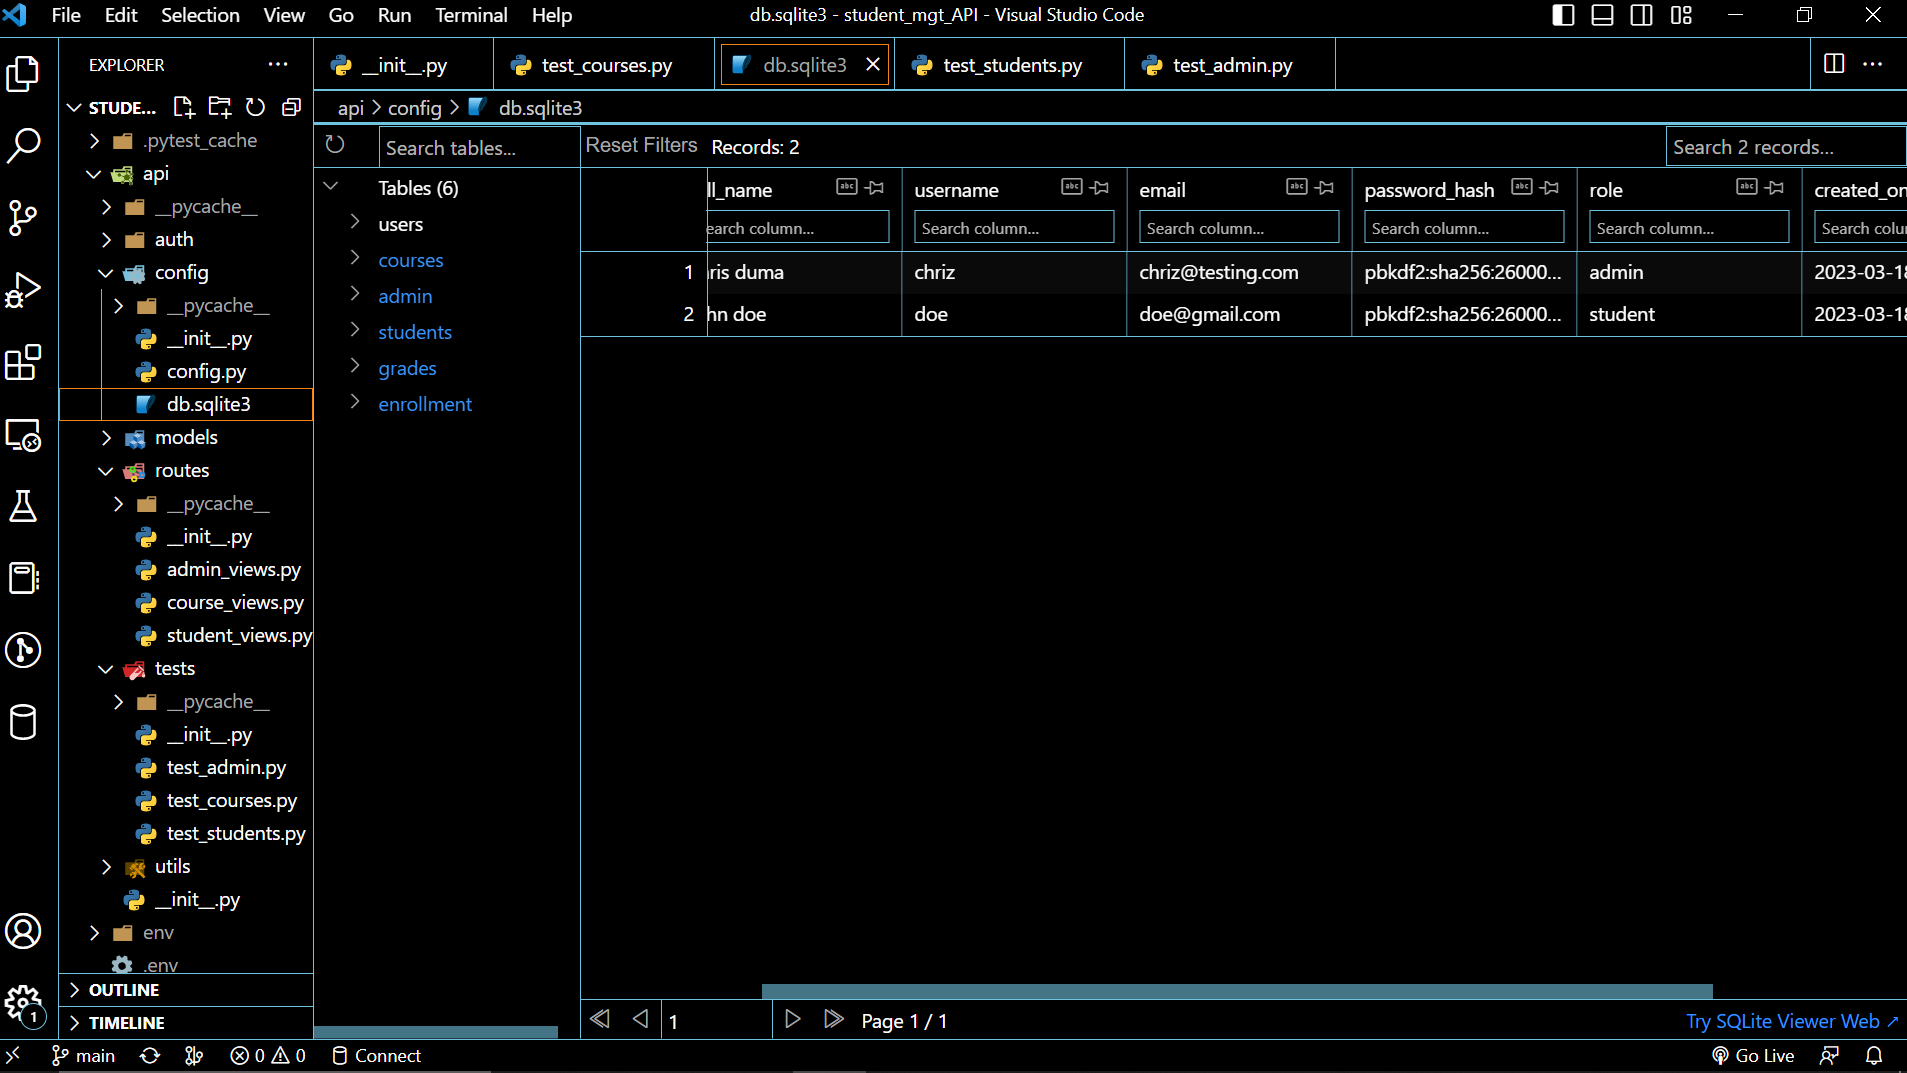 File Edit Selection View Go Run Terminal Help
db.sqlite3 - student_mgt_API - Visual Studio Code
EXPLORER
STUDE...
.pytest_cache
api
__pycache__
auth
config
__pycache__
__init__.py
config.py
db.sqlite3
models
routes
__pycache__
__init__.py
admin_views.py
course_views.py
student_views.py
tests
__pycache__
__init__.py
test_admin.py
test_courses.py
test_students.py
utils
__init__.py
env
.env
OUTLINE
TIMELINE
__init__.py test_courses.py db.sqlite3 test_students.py test_admin.py
api > config > db.sqlite3
Search tables... Reset Filters Records: 2 Search 2 records...
Tables (6)
users
courses
admin
students
grades
enrollment
ll_name username email password_hash role created_on
earch column... Search column... Search column... Search column... Search column... Search colu
1 ris duma chriz chriz@testing.com pbkdf2:sha256:26000... admin 2023-03-18
2 hn doe doe doe@gmail.com pbkdf2:sha256:26000... student 2023-03-18
1 Page 1 / 1 Try SQLite Viewer Web ↗
1
main 0 0 Connect Go Live